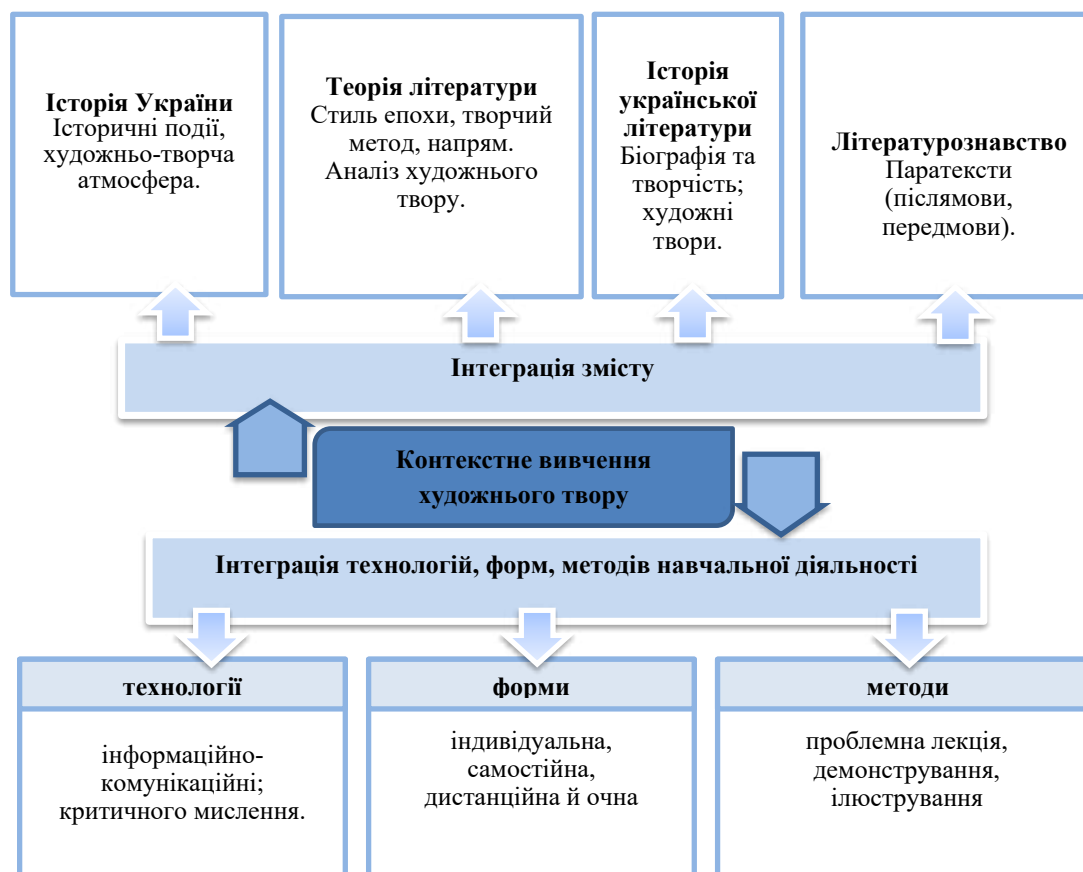 Історія України
Історичні події,
художньо-творча
атмосфера.
Теорія літератури
Стиль епохи, творчий
метод, напрям.
Аналіз художнього
твору.
Історія
української
літератури
Біографія та
творчість;
художні
твори.
Літературознавство
Паратексти
(післямови,
передмови).
Інтеграція змісту
Контекстне вивчення
художнього твору
Інтеграція технологій, форм, методів навчальної діяльності
технології
інформаційно-
комунікаційні;
критичного мислення.
форми
індивідуальна,
самостійна,
дистанційна й очна
методи
проблемна лекція,
демонстрування,
ілюстрування